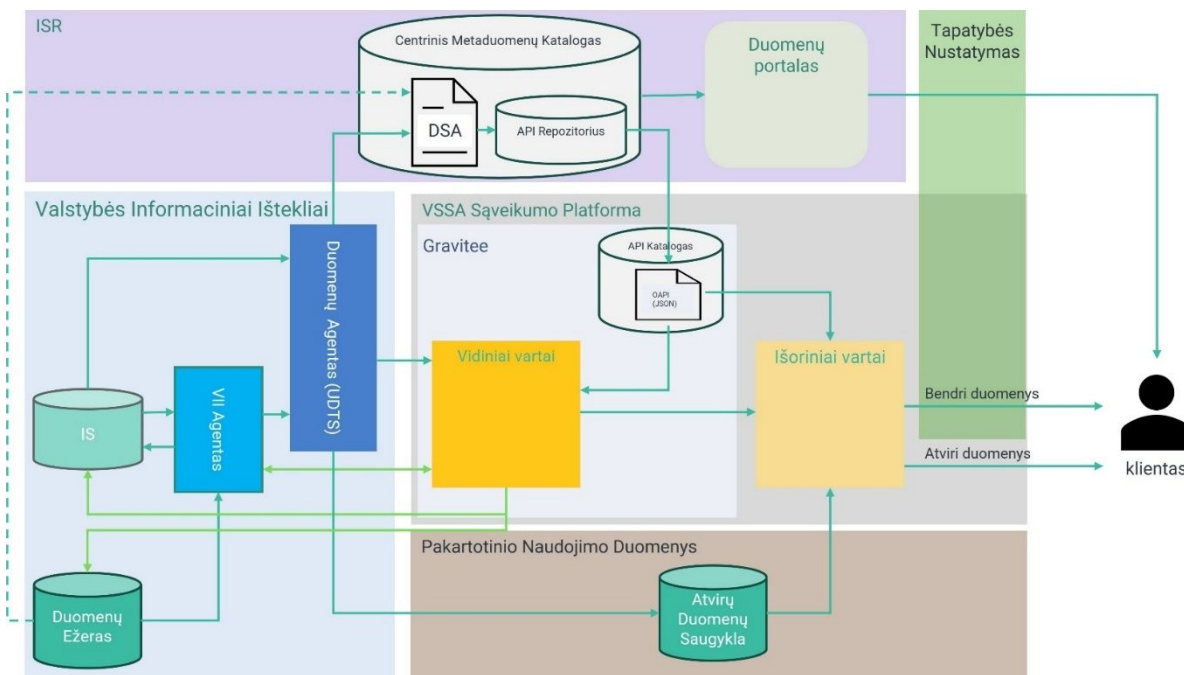 ISR
Centrinis Metaduomenų Katalogas
DSA
API Repozitorius
Duomenų
portalas
Tapatybės
Nustatymas
Valstybės Informaciniai Ištekliai
Duomenų Agentas (UDTS)
VII Agentas
IS
Duomenų
Ežeras
VSSA Sąveikumo Platforma
Gravitee
API Katalogas
OAPI
(JSON)
Vidiniai vartai
Išoriniai vartai
Bendri duomenys
Atviri duomenys
klientas
Pakartotinio Naudojimo Duomenys
Atvirų
Duomenų
Saugykla